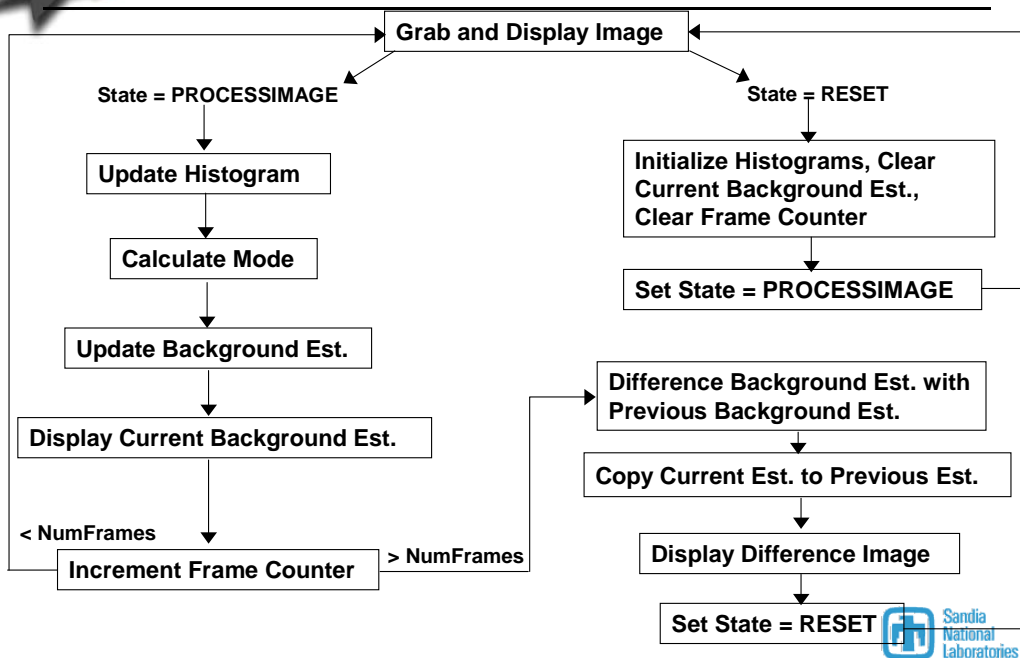 Grab and Display Image
State = PROCESSIMAGE
State = RESET
Update Histogram
Initialize Histograms, Clear
Current Background Est.,
Clear Frame Counter
Calculate Mode
Set State = PROCESSIMAGE
Update Background Est.
Difference Background Est. with
Previous Background Est.
Display Current Background Est.
Copy Current Est. to Previous Est.
< NumFrames
> NumFrames
Increment Frame Counter
Display Difference Image
Set State = RESET
Sandia
National
Laboratories